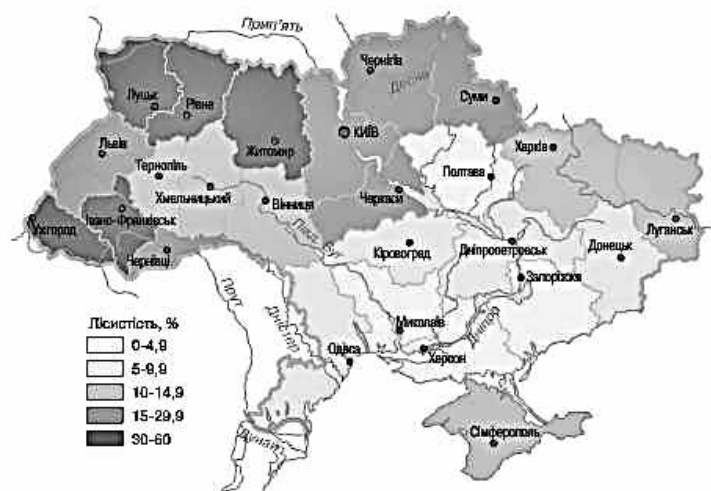 Прип'ять
Чернігів
Десна
Луцьк
Рівне
Суми
КИЇВ
Житомир
Львів
Харків
Тернопіль
Полтава
Хмельницький
Черкаси
Вінниця
Івано-Франківськ
Ужгород
Луганськ
Чернівці
Кіровоград
Дніпропетровськ
Донецьк
Півд. Буг
Запоріжжя
Прут
Дністер
Миколаїв
Дніпро
Херсон
Одеса
Лісистість, %
0-4,9
5-9,9
10-14,9
15-29,9
30-60
Дунай
Сімферополь